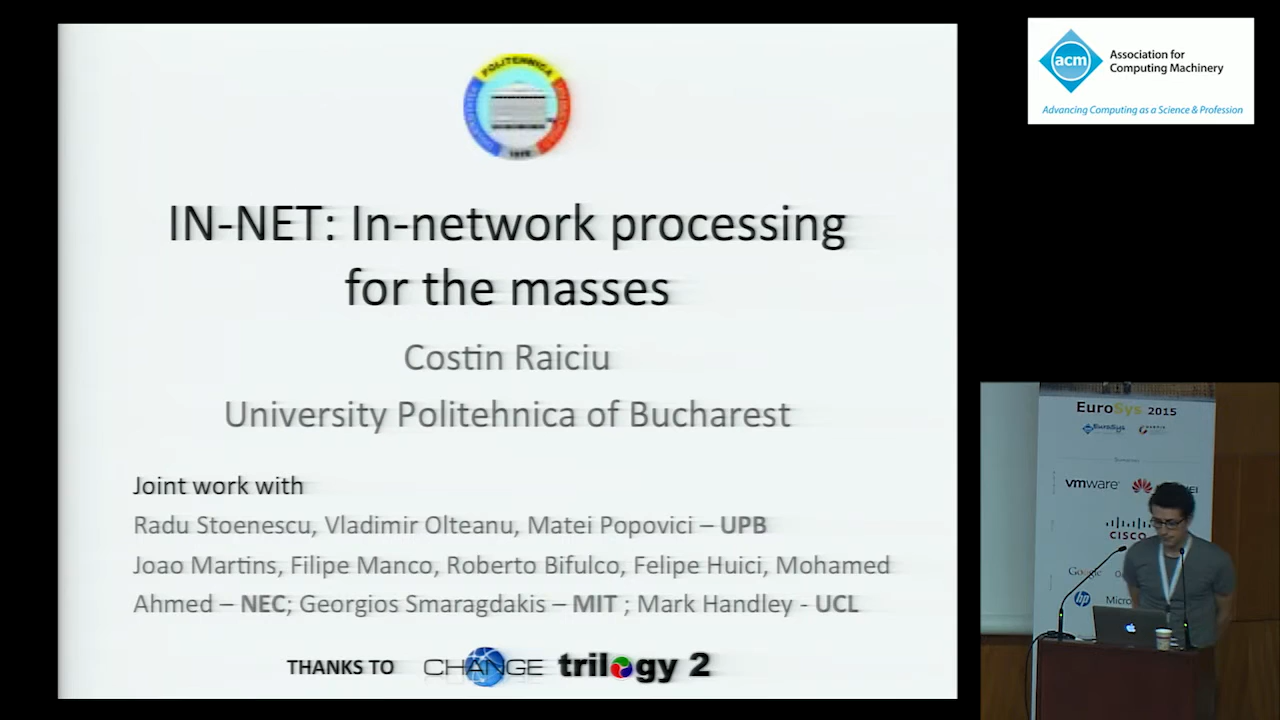 POLITEHNICA
IN-NET: In-network processing
for the masses
Costin Raiciu
University Politehnica of Bucharest
Joint work with
Radu Stoenescu, Vladimir Olteanu, Matei Popovici – UPB
Joao Martins, Filipe Manco, Roberto Bifulco, Felipe Huici, Mohamed
Ahmed – NEC; Georgios Smaragdakis – MIT ; Mark Handley - UCL
THANKS TO CHANGE trilogy 2
acm Association for
Computing Machinery
Advancing Computing as a Science & Profession
EuroSys 2015
EuroSys
vmware
CISCO
Google
hp